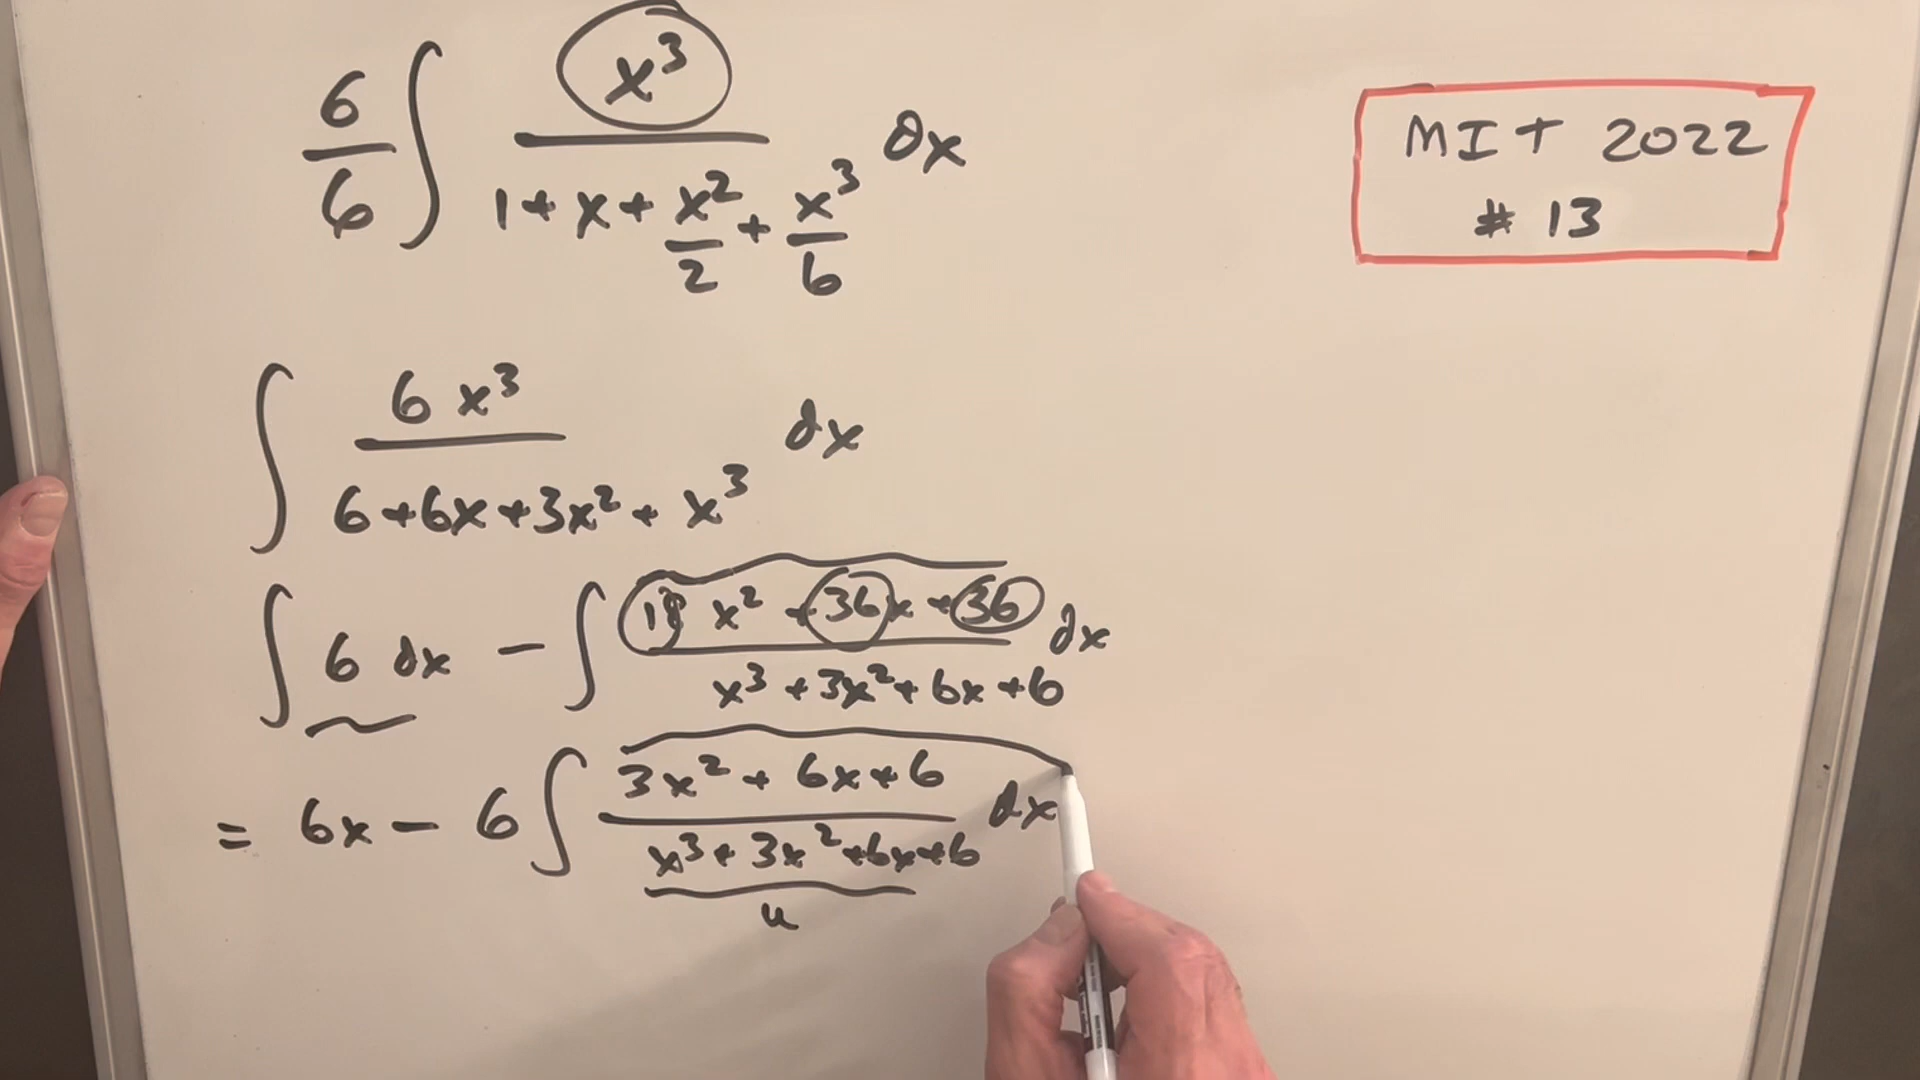 6/6 ∫ x³/(1+x+x²/2+x³/6) dx
MIT 2022
# 13
∫ 6x³/(6+6x+3x²+x³) dx
∫ 6 dx - ∫ (18x²+36x+36)/(x³+3x²+6x+6) dx
= 6x - 6 ∫ (3x²+6x+6)/(x³+3x²+6x+6) dx
u